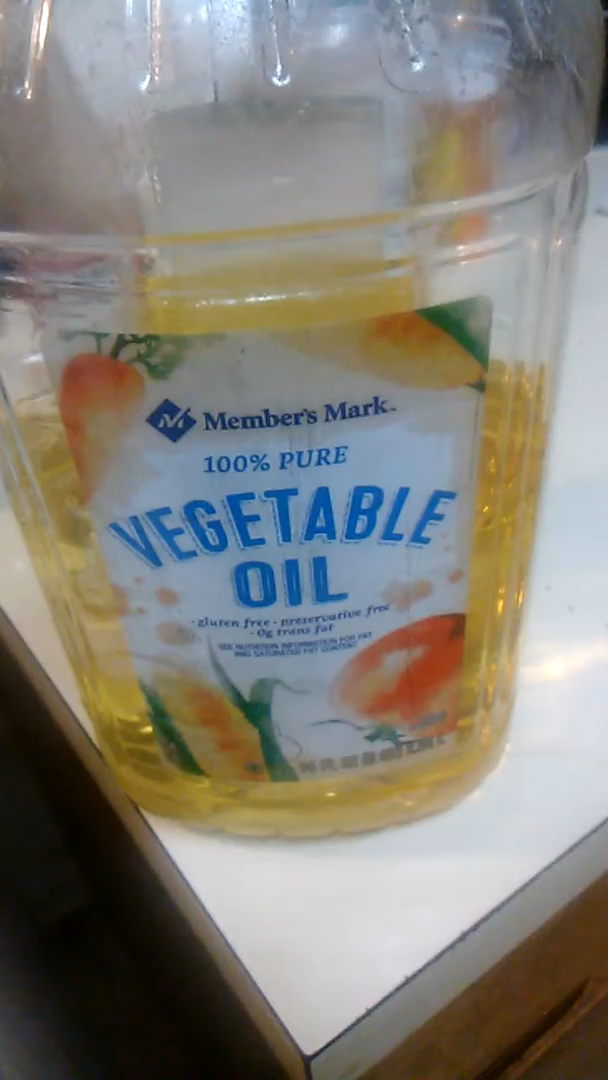 Member's Mark™
100% PURE
VEGETABLE
OIL
· gluten free · preservative free
· 0g trans fat
SEE NUTRITION INFORMATION FOR FAT
AND SATURATED FAT CONTENT